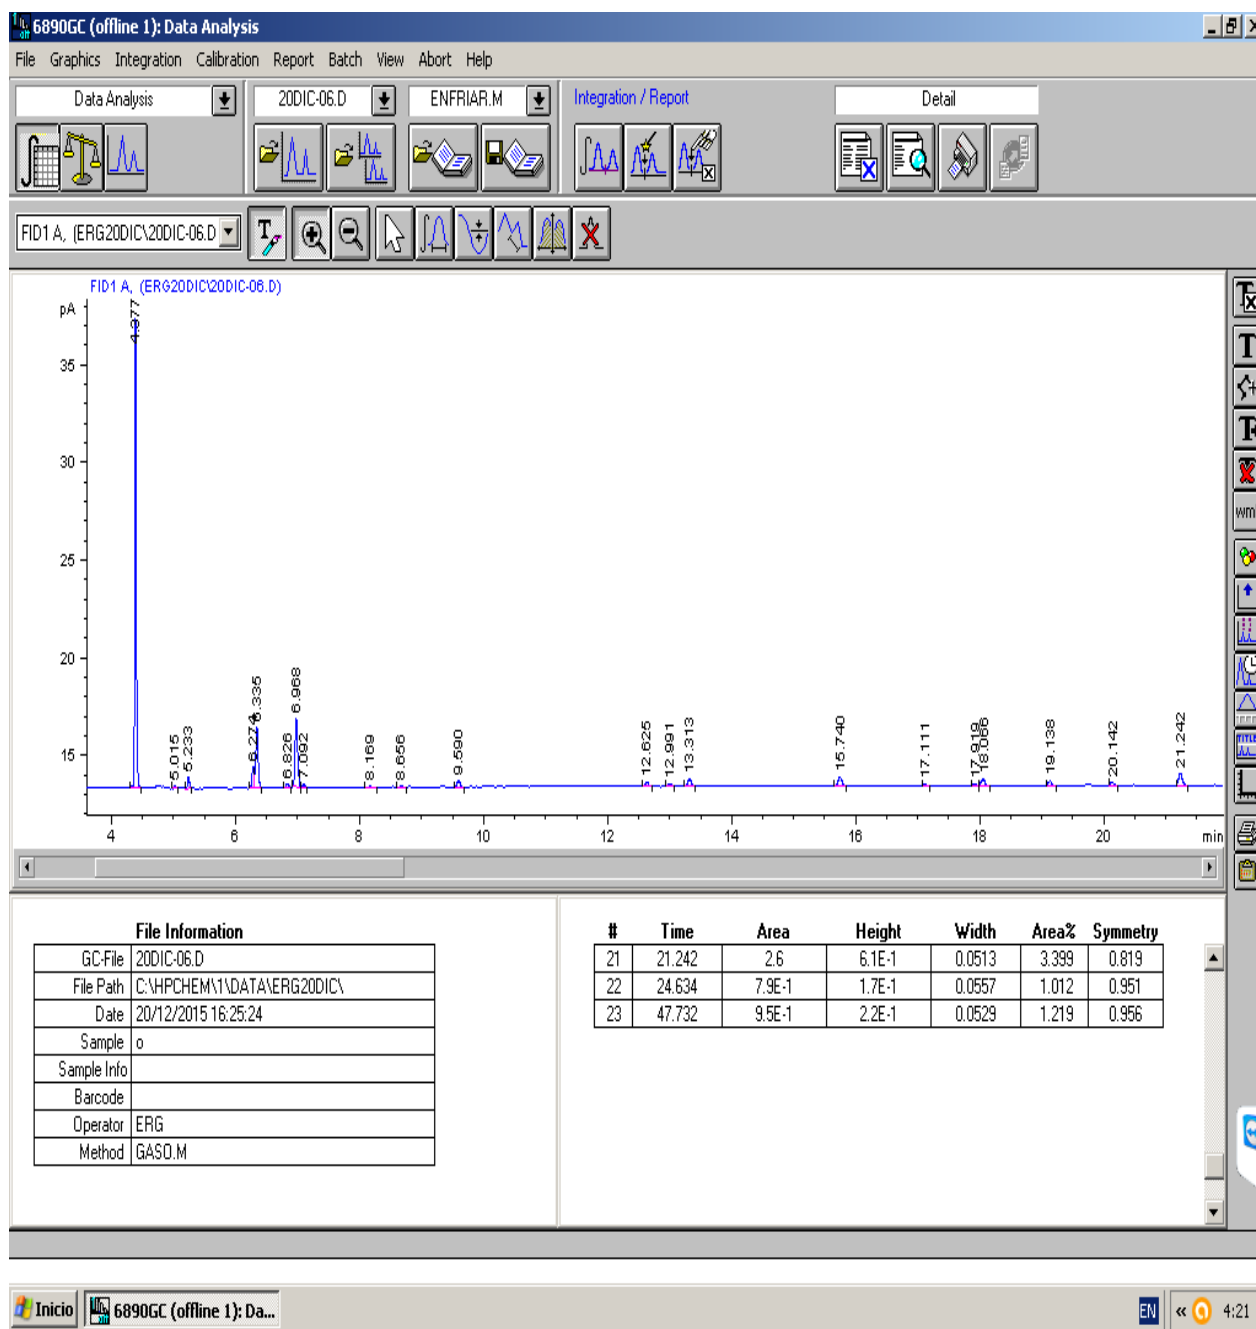 6890GC (offline 1): Data Analysis
File Graphics Integration Calibration Report Batch View Abort Help
Data Analysis 20DIC-06.D ENFRIAR.M Integration / Report Detail
FID1 A, (ERG20DIC\20DIC-06.D
FID1 A, (ERG20DIC\20DIC-06.D)
pA
35
30
25
20
15
4.377
5.015
5.233
6.274
6.335
6.826
6.968
7.092
8.169
8.656
9.590
12.625
12.991
13.313
15.740
17.111
17.919
18.066
19.138
20.142
21.242
4 6 8 10 12 14 16 18 20 min
File Information
GC-File 20DIC-06.D
File Path C:\HPCHEM\1\DATA\ERG20DIC\
Date 20/12/2015 16:25:24
Sample o
Sample Info
Barcode
Operator ERG
Method GASO.M
# Time Area Height Width Area% Symmetry
21 21.242 2.6 6.1E-1 0.0513 3.399 0.819
22 24.634 7.9E-1 1.7E-1 0.0557 1.012 0.951
23 47.732 9.5E-1 2.2E-1 0.0529 1.219 0.956
Inicio 6890GC (offline 1): Da... EN « 4:21